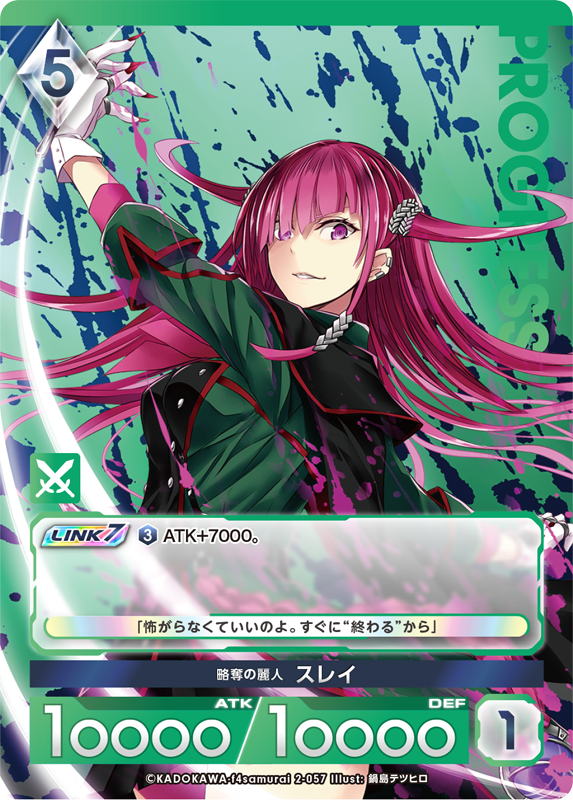 5
PROGRESS
LINK7 3 ATK+7000。
「怖がらなくていいのよ。すぐに“終わる”から」
略奪の麗人 スレイ
ATK DEF
10000/10000 1
©KADOKAWA-f4samurai 2-057 Illust: 鍋島テツヒロ